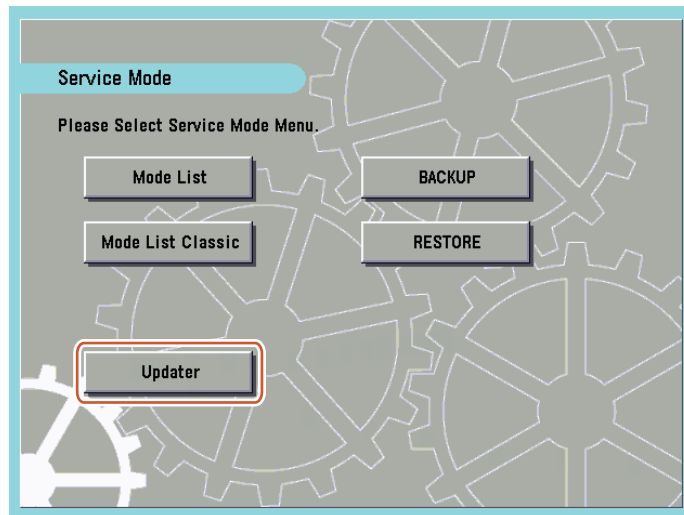 Service Mode
Please Select Service Mode Menu.
Mode List
BACKUP
Mode List Classic
RESTORE
Updater